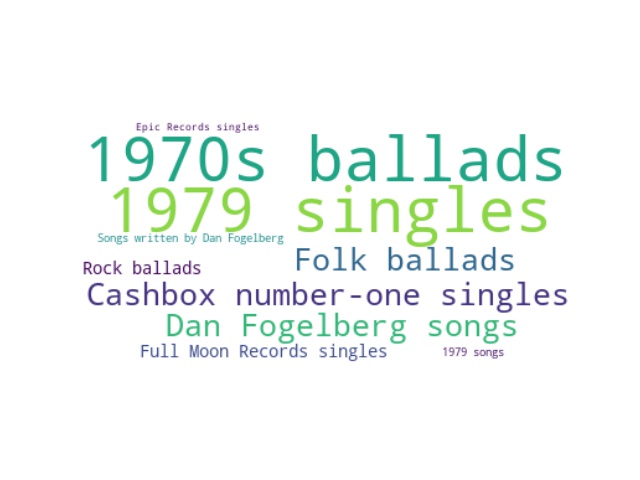 Epic Records singles
1970s ballads
1979 singles
Songs written by Dan Fogelberg
Folk ballads
Rock ballads
Cashbox number-one singles
Dan Fogelberg songs
Full Moon Records singles
1979 songs